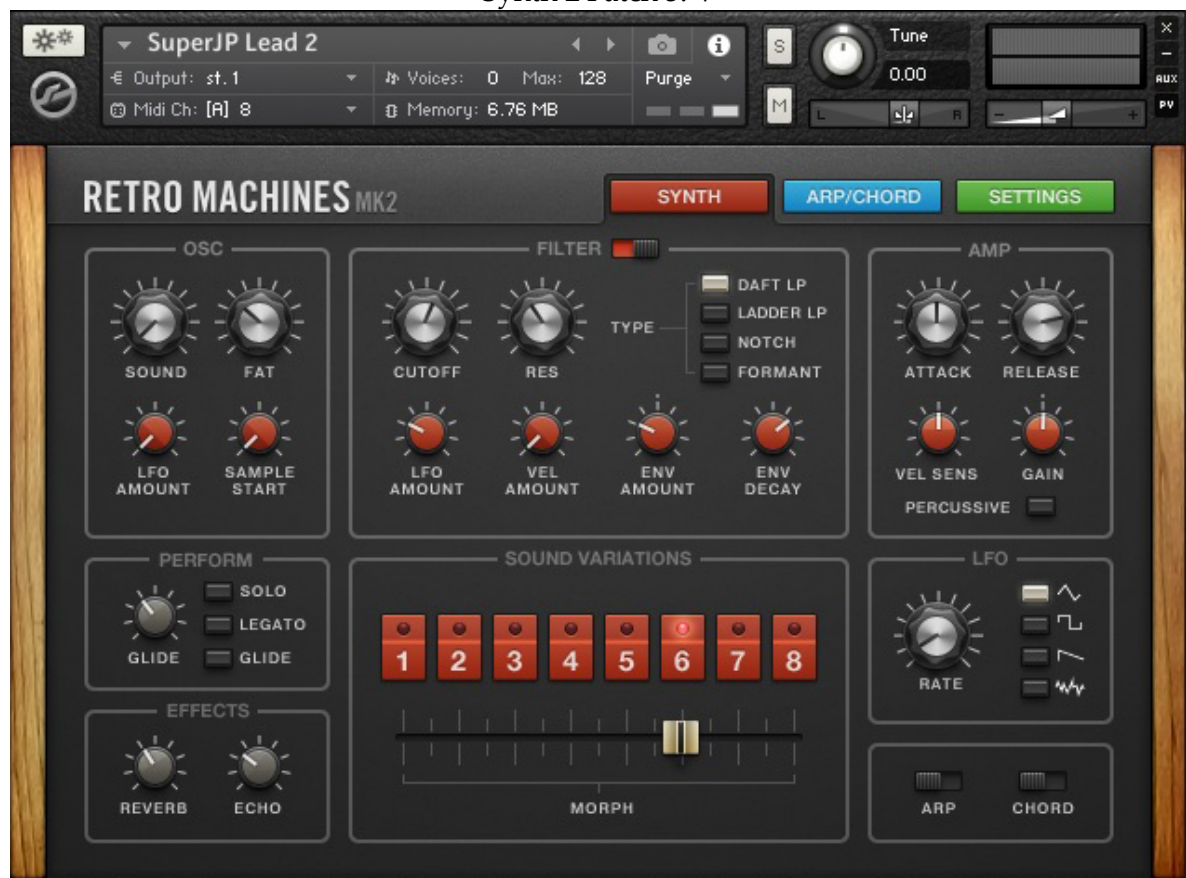 SuperJP Lead 2
Output: st. 1
Voices: 0 Max: 128
Purge
Midi Ch: [A] 8
Memory: 6.76 MB
S
M
Tune
0.00
L
R
-
+
×
-
AUX
PV
RETRO MACHINES MK2
SYNTH
ARP/CHORD
SETTINGS
OSC
SOUND
FAT
LFO AMOUNT
SAMPLE START
FILTER
CUTOFF
RES
TYPE
DAFT LP
LADDER LP
NOTCH
FORMANT
LFO AMOUNT
VEL AMOUNT
ENV AMOUNT
ENV DECAY
AMP
ATTACK
RELEASE
VEL SENS
GAIN
PERCUSSIVE
PERFORM
GLIDE
SOLO
LEGATO
GLIDE
SOUND VARIATIONS
1 2 3 4 5 6 7 8
MORPH
LFO
RATE
EFFECTS
REVERB
ECHO
ARP
CHORD